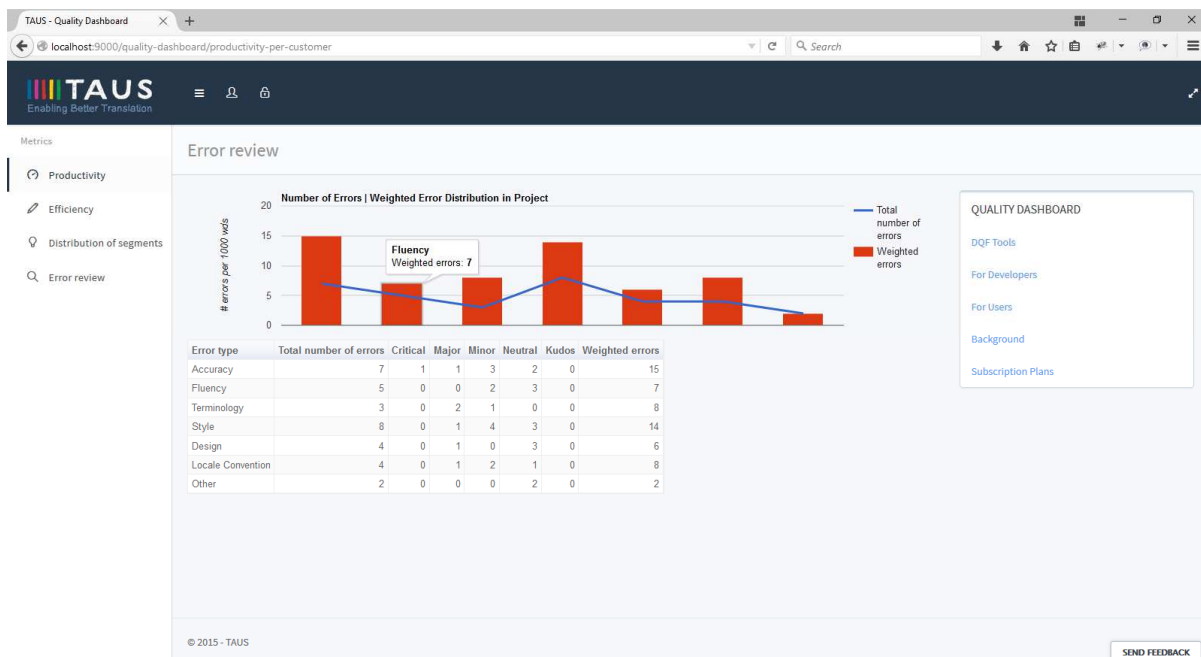 TAUS - Quality Dashboard
localhost:9000/quality-dashboard/productivity-per-customer
Search
TAUS
Enabling Better Translation
Metrics
Productivity
Efficiency
Distribution of segments
Error review
Error review
Number of Errors | Weighted Error Distribution in Project
# errors per 1000 wds
20
15
10
5
0
Fluency
Weighted errors: 7
Total
number of
errors
Weighted
errors
Error type Total number of errors Critical Major Minor Neutral Kudos Weighted errors
Accuracy 7 1 1 3 2 0 15
Fluency 5 0 0 2 3 0 7
Terminology 3 0 2 1 0 0 8
Style 8 0 1 4 3 0 14
Design 4 0 1 0 3 0 6
Locale Convention 4 0 1 2 1 0 8
Other 2 0 0 0 2 0 2
QUALITY DASHBOARD
DQF Tools
For Developers
For Users
Background
Subscription Plans
© 2015 - TAUS
SEND FEEDBACK